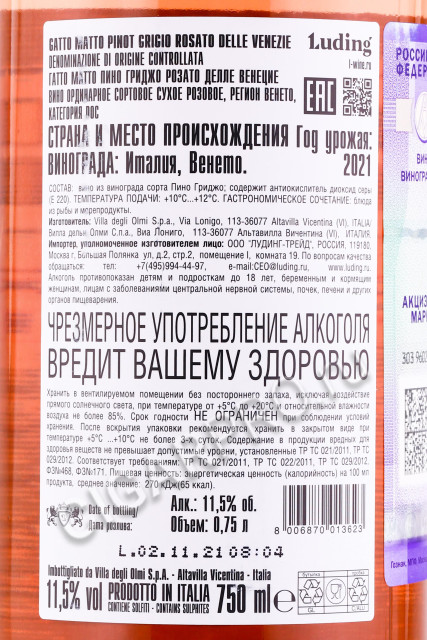 GATTO MATTO PINOT GRIGIO ROSATO DELLE VENEZIE
DENOMINAZIONE DI ORIGINE CONTROLLATA
ГАТТО МАТТО ПИНО ГРИДЖО РОЗАТО ДЕЛЛЕ ВЕНЕЦИЕ
ВИНО ОРДИНАРНОЕ СОРТОВОЕ СУХОЕ РОЗОВОЕ, РЕГИОН ВЕНЕТО,
КАТЕГОРИЯ DOC
Luding
l-wine.ru
EAC
СТРАНА И МЕСТО ПРОИСХОЖДЕНИЯ Год урожая:
ВИНОГРАДА: Италия, Венето. 2021
СОСТАВ: вино из винограда сорта Пино Гриджо; содержит антиокислитель диоксид серы
(Е 220). ТЕМПЕРАТУРА ПОДАЧИ: +10°С...+12°С. ГАСТРОНОМИЧЕСКОЕ СОЧЕТАНИЕ: блюда
из рыбы и морепродукты.
Изготовитель: Villa degli Olmi S.p.a., Via Lonigo, 113-36077 Altavilla Vicentina (VI), ITALIA/
Вилла дельи Олми С.п.а., Виа Лониго, 113-36077 Альтавилла Вичентина (VI), ИТАЛИЯ.
Импортер, уполномоченное изготовителем лицо: ООО "ЛУДИНГ-ТРЕЙД", РОССИЯ, 119180,
Москва г, Большая Полянка ул, д.2, стр.2, помещение I, комната 19. По вопросам качества
обращаться: тел.: +7(495)994-44-97, e-mail:CEO@luding.ru, www.luding.ru
Алкоголь противопоказан детям и подросткам до 18 лет, беременным и кормящим
женщинам, лицам с заболеваниями центральной нервной системы, почек, печени и других
органов пищеварения.
ЧРЕЗМЕРНОЕ УПОТРЕБЛЕНИЕ АЛКОГОЛЯ
ВРЕДИТ ВАШЕМУ ЗДОРОВЬЮ
Хранить в вентилируемом помещении без постороннего запаха, исключая воздействие
прямого солнечного света, при температуре от +5°С до +20°С и относительной влажности
воздуха не более 85%. Срок годности НЕ ОГРАНИЧЕН при соблюдении условий
хранения. После вскрытия упаковки рекомендуется хранить в закрытом виде при
температуре +5°С ...+10°С не более 3-х суток. Содержание в продукции вредных для
здоровья веществ не превышает допустимые нормы, установленные ТР ТС 021/2011, ТР ТС
029/2012. Соответствует требованиям: ТР ТС 021/2011, ТР ТС 022/2011, ТР ТС 029/2012,
ФЗ№468, ФЗ№171. Пищевая ценность: энергетическая ценность (калорийность) на 100 мл
продукта, среднее значение: 270 кДж(65 ккал).
Date of bottling/
Дата розлива:
Алк.: 11,5% об.
Объем: 0,75 л
8 006870 013623
L.02.11.21 08:04
Imbottigliato da Villa degli Olmi S.P.A. - Altavilla Vicentina - Italia
11,5% vol PRODOTTO IN ITALIA 750 ml e
CONTIENE SOLFITI - CONTAINS SULPHITES
GL
РОССИ
ФЕДЕР
ВИН
ВИНОГРА
АКЦИЗ
МАР